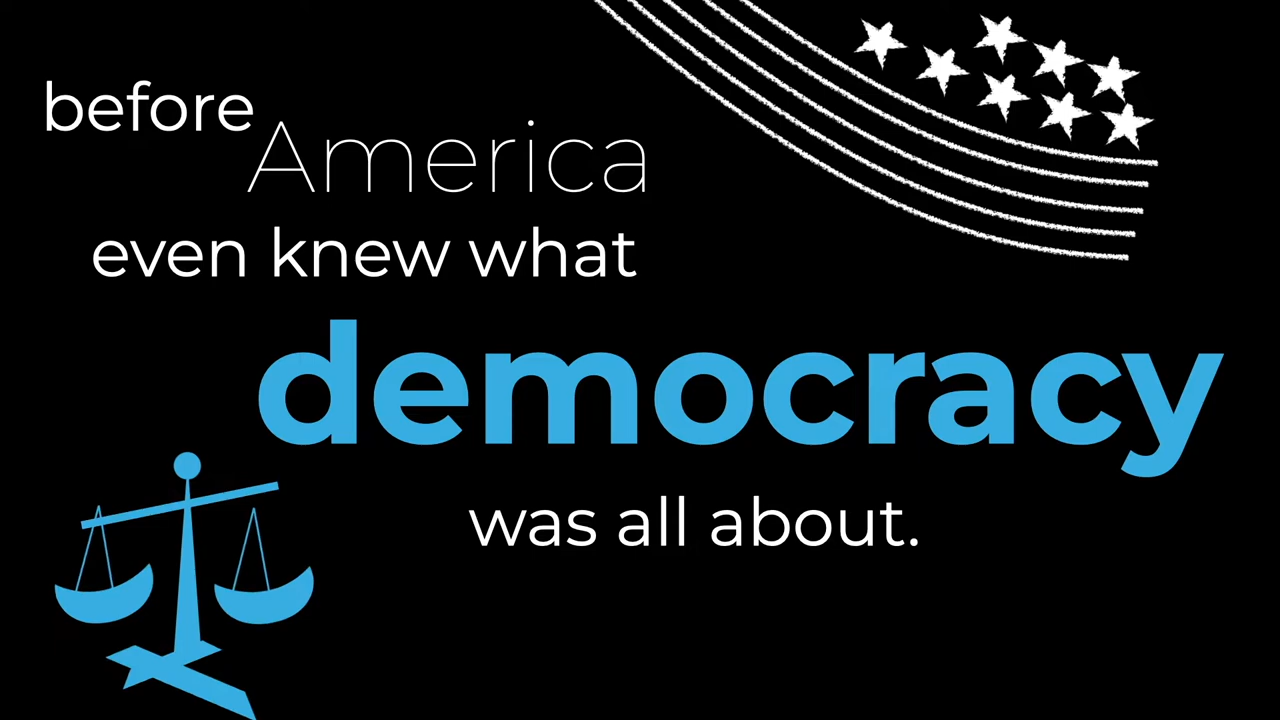 before
America
even knew what
democracy
was all about.